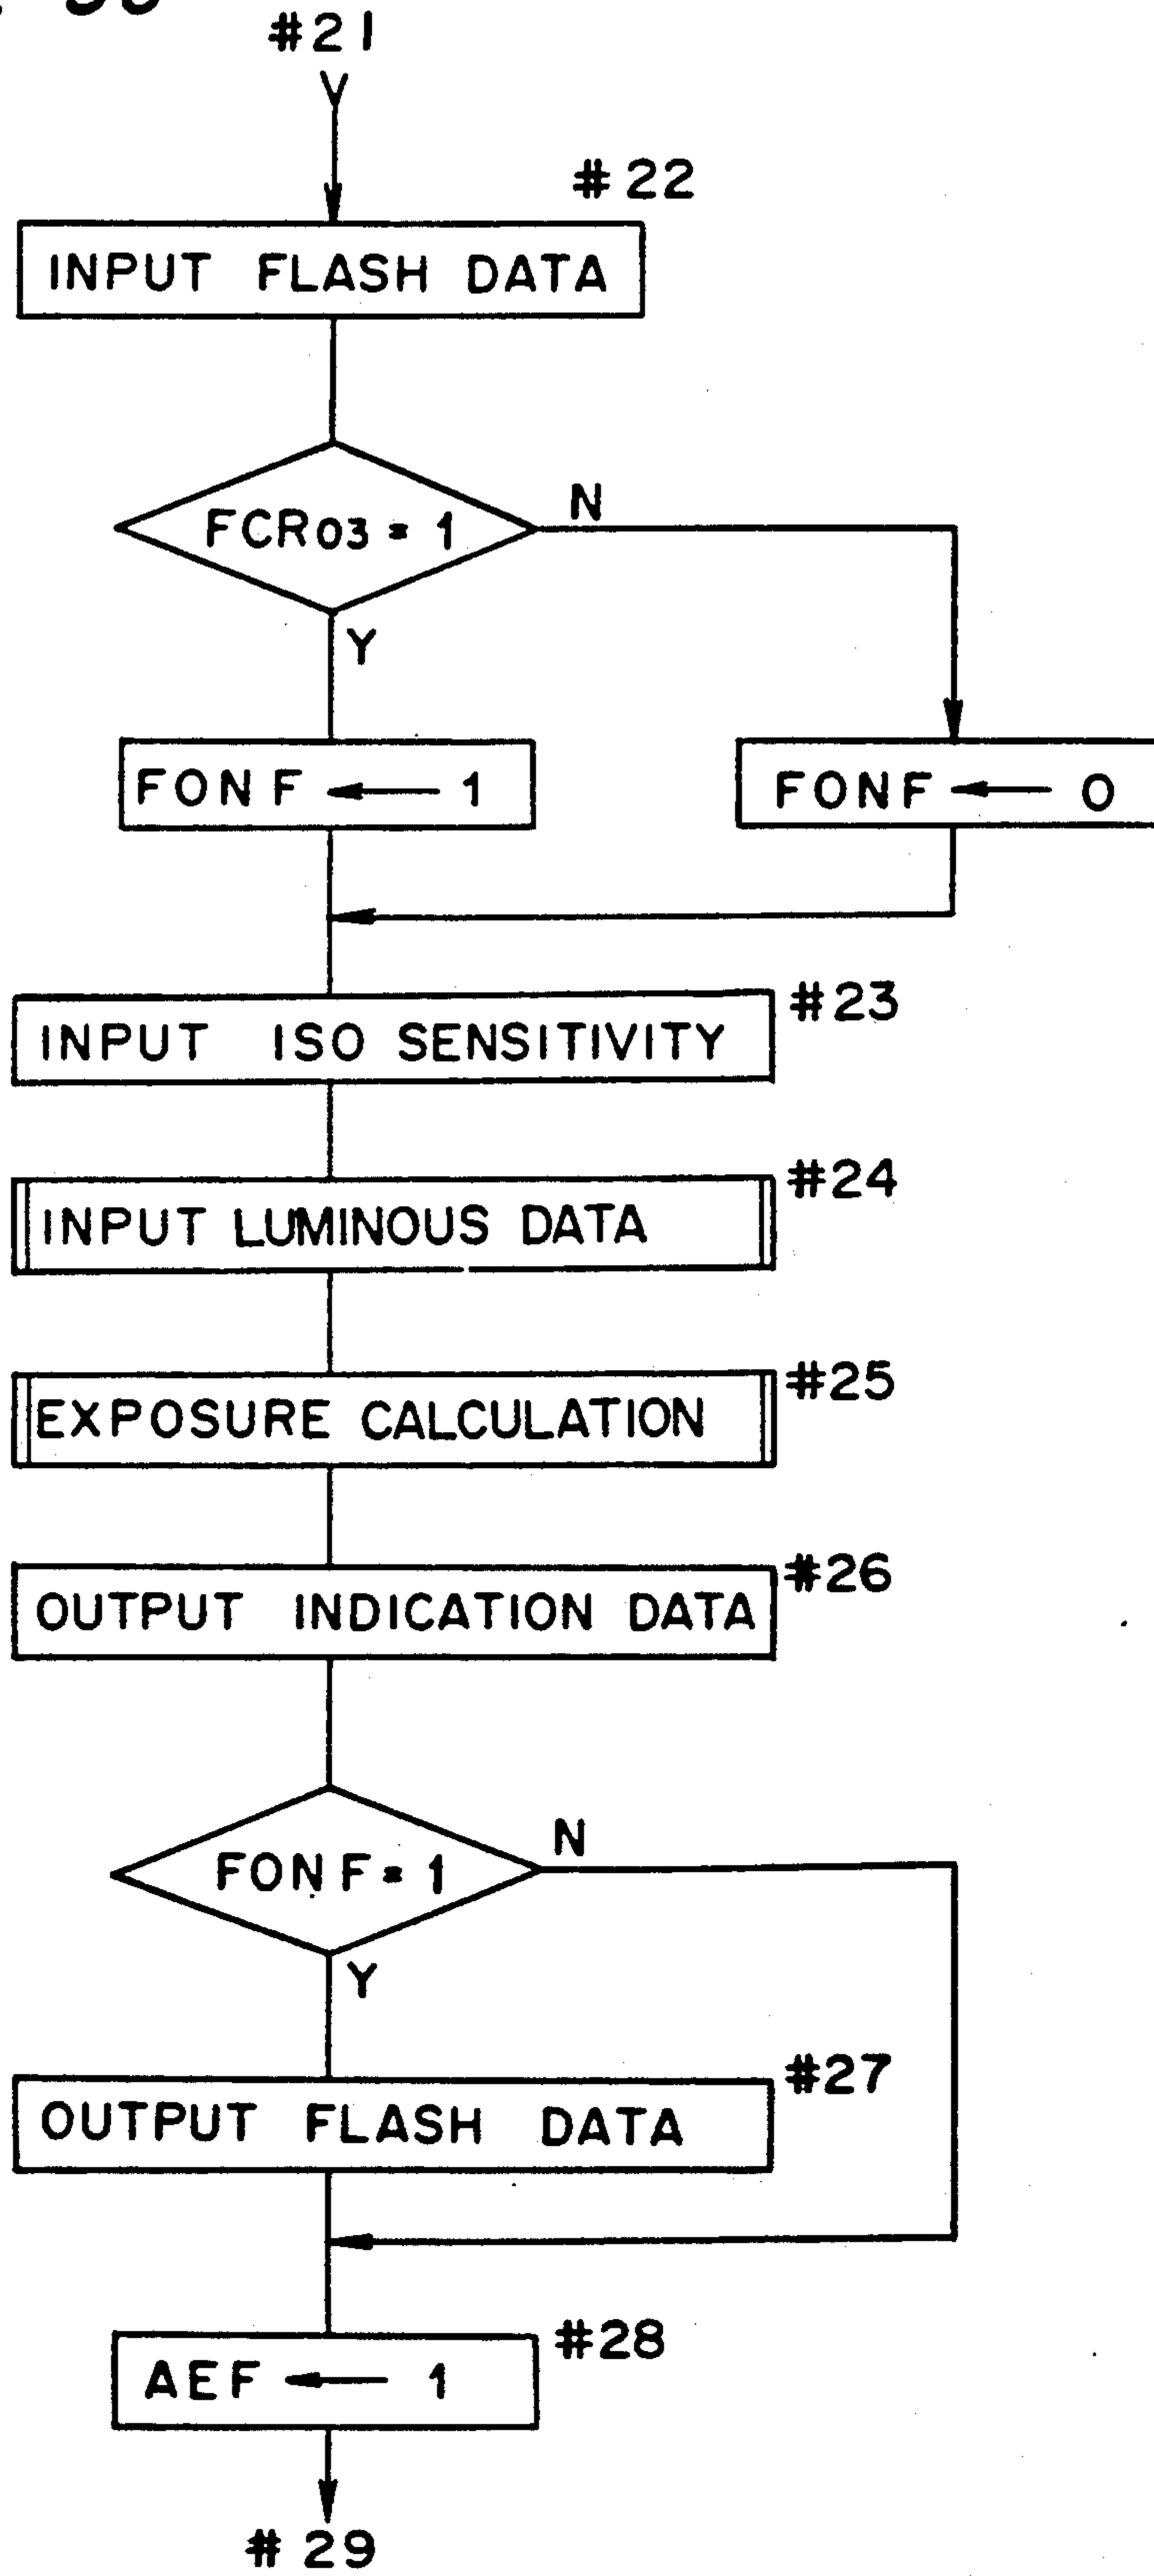 #21
#22
INPUT FLASH DATA
FCR03 = 1
N
Y
FONF ← 1
FONF ← 0
INPUT ISO SENSITIVITY
#23
INPUT LUMINOUS DATA
#24
EXPOSURE CALCULATION
#25
OUTPUT INDICATION DATA
#26
FONF = 1
N
Y
OUTPUT FLASH DATA
#27
AEF ← 1
#28
#29